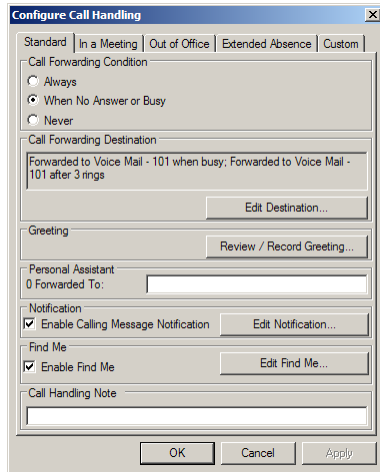 Configure Call Handling
Standard In a Meeting Out of Office Extended Absence Custom
Call Forwarding Condition
Always
When No Answer or Busy
Never
Call Forwarding Destination
Forwarded to Voice Mail - 101 when busy; Forwarded to Voice Mail -
101 after 3 rings
Edit Destination...
Greeting
Review / Record Greeting...
Personal Assistant
0 Forwarded To:
Notification
Enable Calling Message Notification Edit Notification...
Find Me
Enable Find Me Edit Find Me...
Call Handling Note
OK Cancel Apply